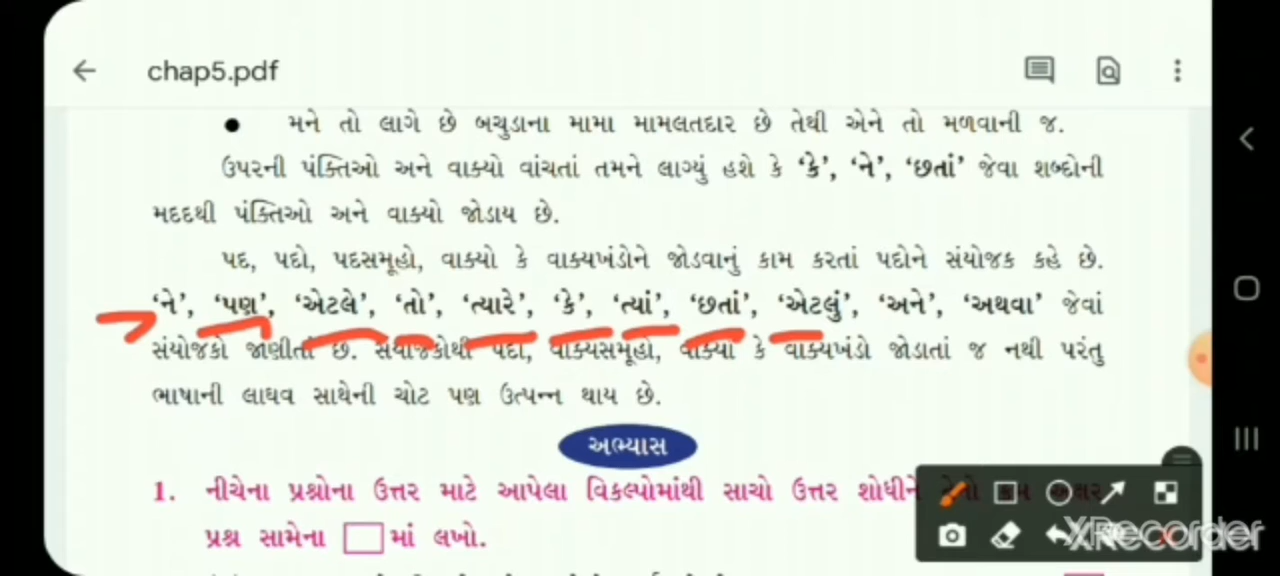 chap5.pdf
● મને તો લાગે છે બચુડાના મામા મામલતદાર છે તેથી એને તો મળવાની જ.
ઉપરની પંક્તિઓ અને વાક્યો વાંચતાં તમને લાગ્યું હશે કે ‘કે’, ‘ને’, ‘છતાં’ જેવા શબ્દોની
મદદથી પંક્તિઓ અને વાક્યો જોડાય છે.
પદ, પદો, પદસમૂહો, વાક્યો કે વાક્યખંડોને જોડવાનું કામ કરતાં પદોને સંયોજક કહે છે.
‘ને’, ‘પણ’, ‘એટલે’, ‘તો’, ‘ત્યારે’, ‘કે’, ‘ત્યાં’, ‘છતાં’, ‘એટલું’, ‘અને’, ‘અથવા’ જેવાં
સંયોજકો જાણીતાં છે. સંયોજકોથી પદો, વાક્યસમૂહો, વાક્યો કે વાક્યખંડો જોડાતાં જ નથી પરંતુ
ભાષાની લાઘવ સાથેની ચોટ પણ ઉત્પન્ન થાય છે.
અભ્યાસ
1. નીચેના પ્રશ્નોના ઉત્તર માટે આપેલા વિકલ્પોમાંથી સાચો ઉત્તર શોધીને
પ્રશ્ન સામેના માં લખો.
XRecorder